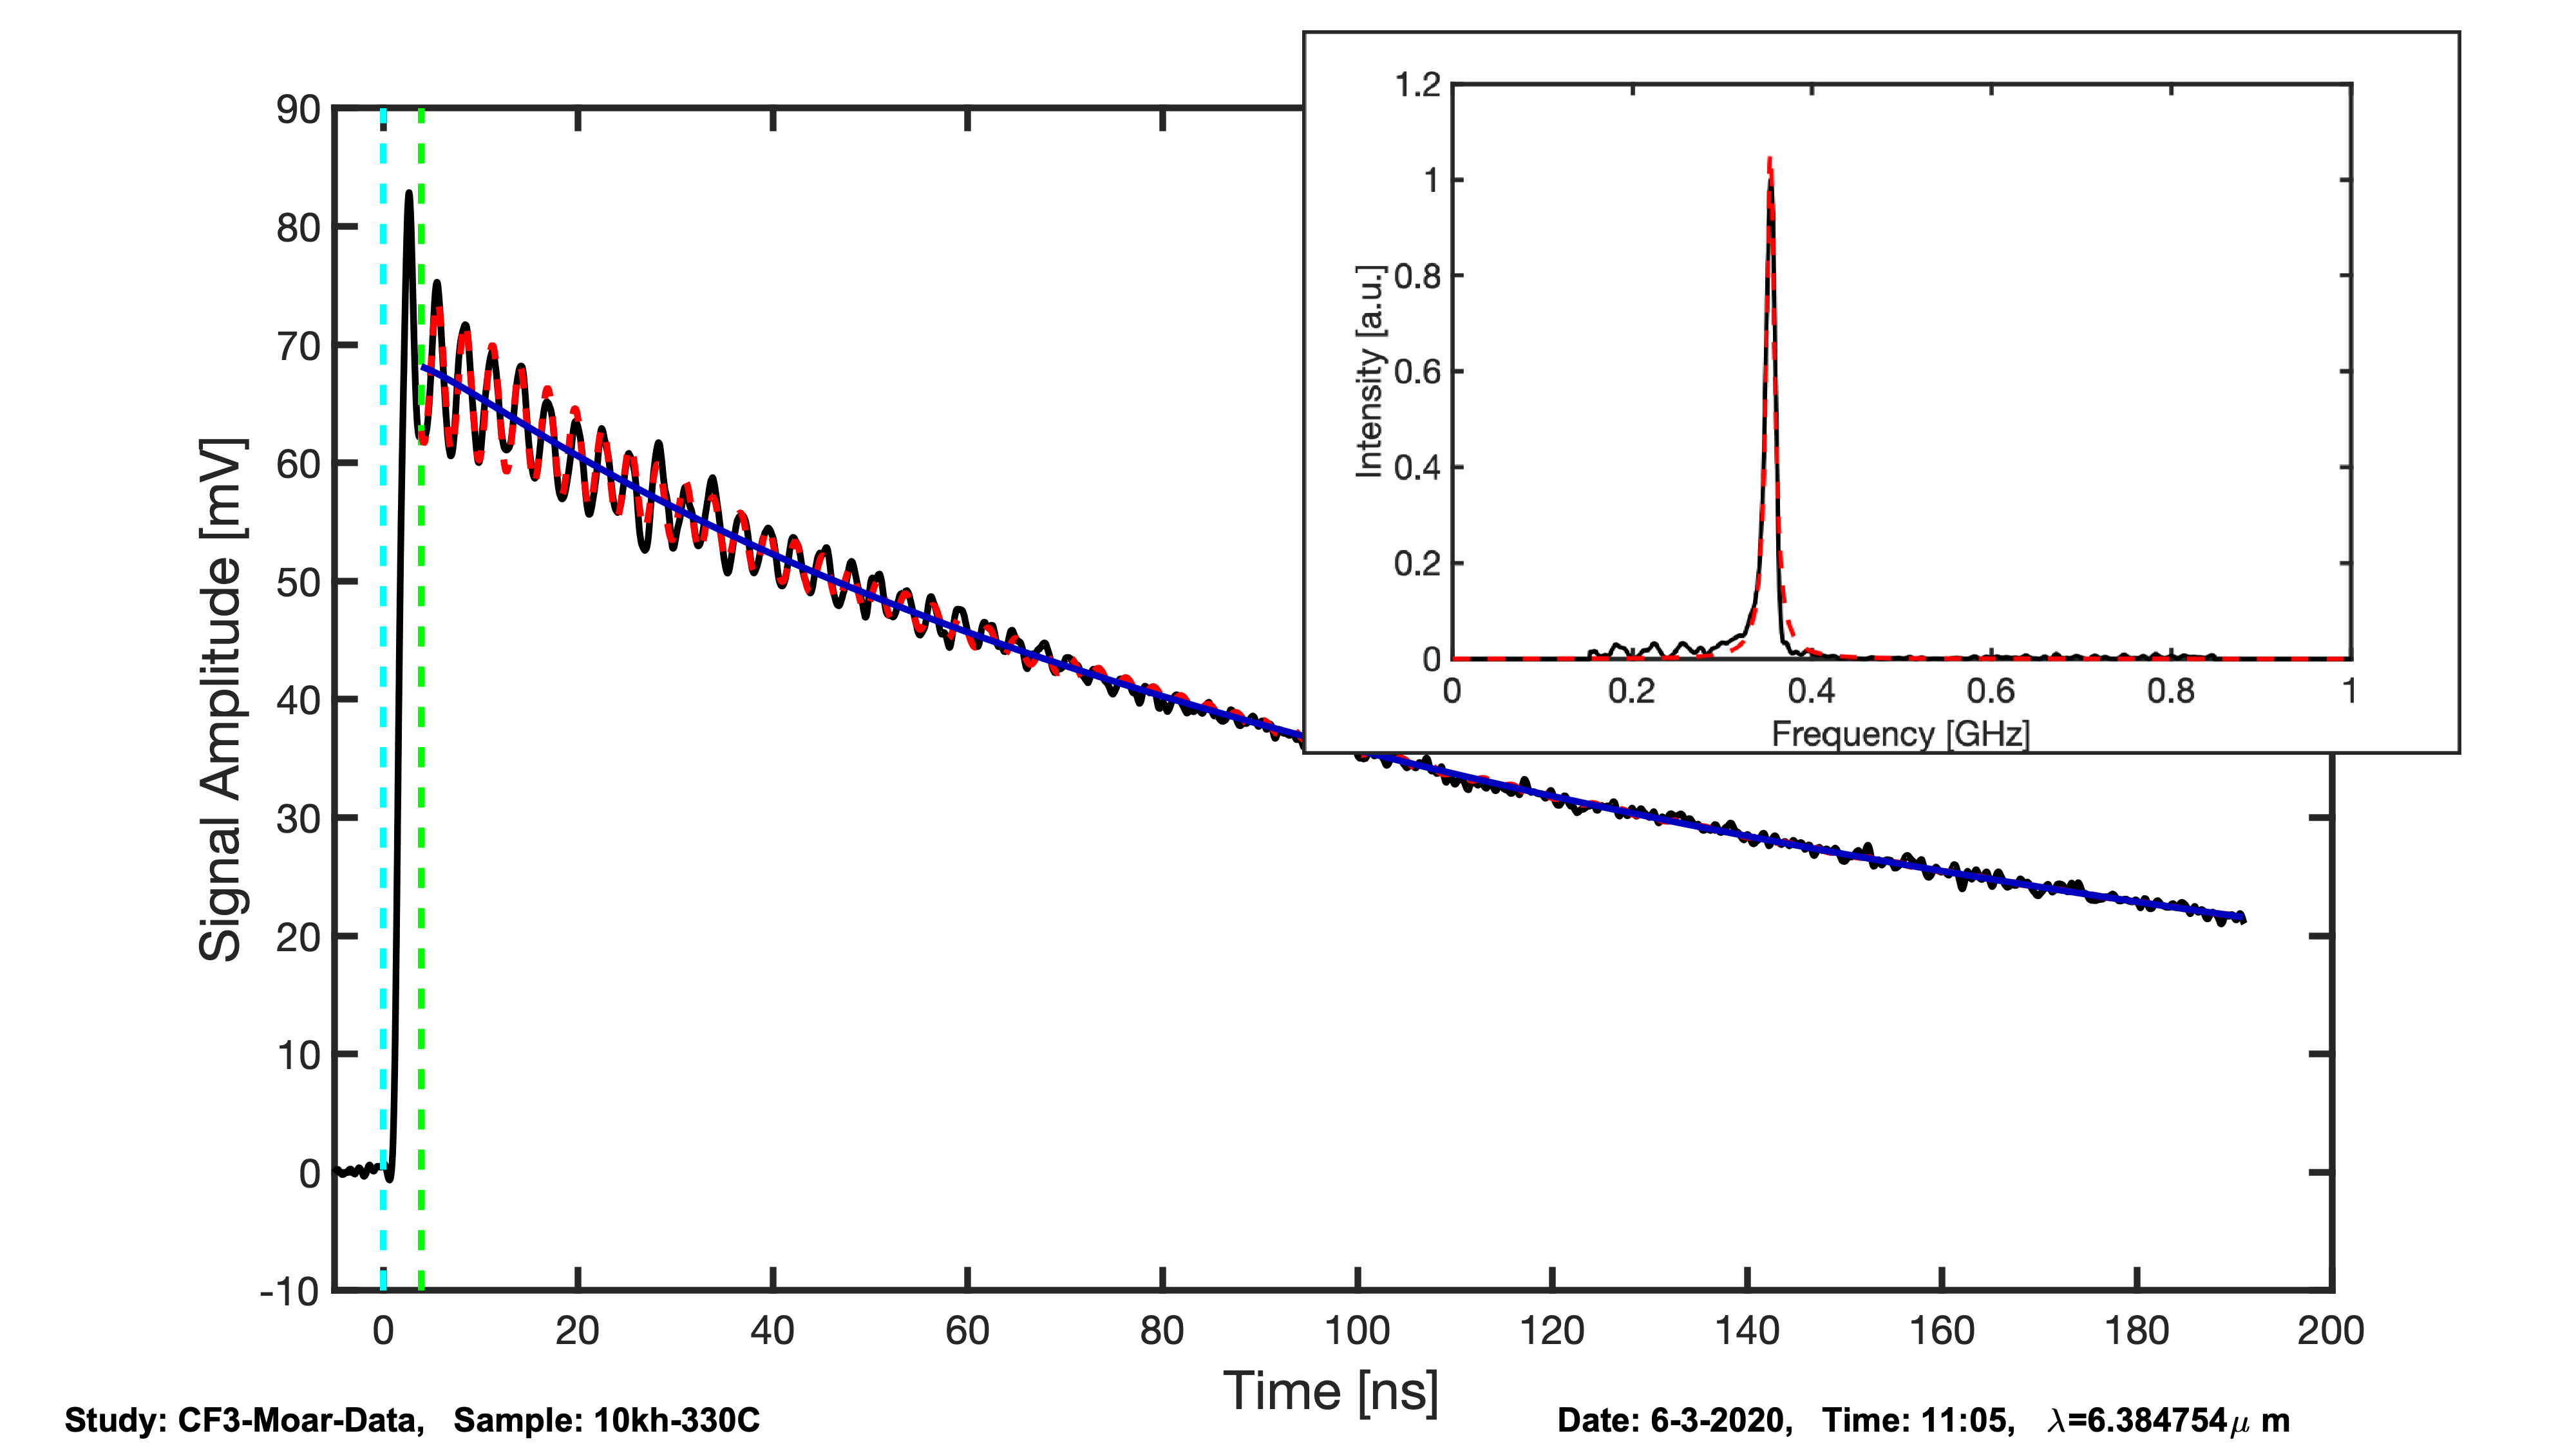 90
80
70
60
50
40
30
20
10
0
-10
Signal Amplitude [mV]
0 20 40 60 80 100 120 140 160 180 200
Time [ns]
1.2
1
0.8
0.6
0.4
0.2
0
Intensity [a.u.]
0 0.2 0.4 0.6 0.8 1
Frequency [GHz]
Study: CF3-Moar-Data, Sample: 10kh-330C
Date: 6-3-2020, Time: 11:05, λ=6.384754μ m